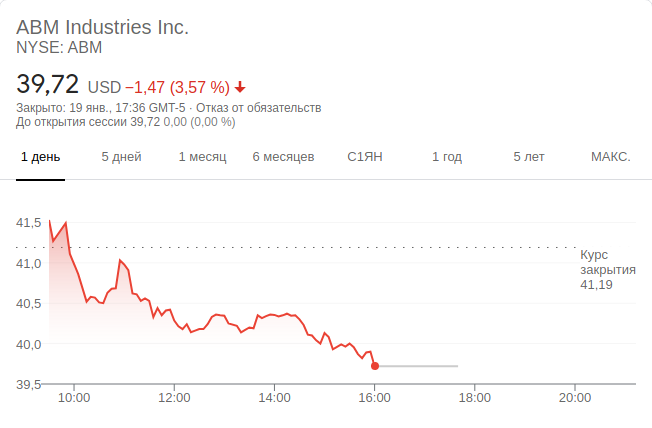 ABM Industries Inc.
NYSE: ABM
39,72 USD −1,47 (3,57 %)
Закрыто: 19 янв., 17:36 GMT-5 · Отказ от обязательств
До открытия сессии 39,72 0,00 (0,00 %)
1 день 5 дней 1 месяц 6 месяцев С1ЯН 1 год 5 лет МАКС.
41,5
41,0
40,5
40,0
39,5
Курс
закрытия
41,19
10:00 12:00 14:00 16:00 18:00 20:00